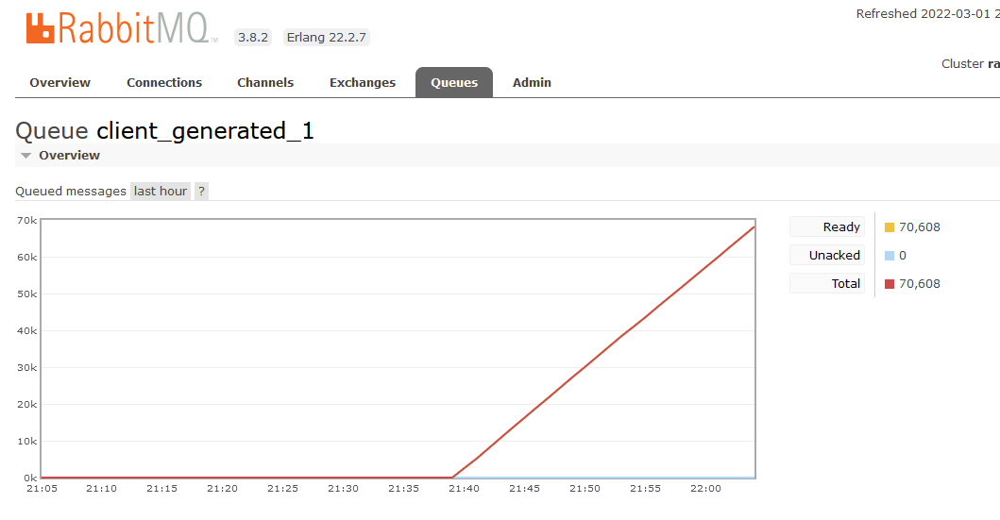 Refreshed 2022-03-01 2
RabbitMQ™ 3.8.2 Erlang 22.2.7
Cluster ra
Overview Connections Channels Exchanges Queues Admin
Queue client_generated_1
Overview
Queued messages last hour ?
70k
60k
50k
40k
30k
20k
10k
0k
21:05 21:10 21:15 21:20 21:25 21:30 21:35 21:40 21:45 21:50 21:55 22:00
Ready 70,608
Unacked 0
Total 70,608